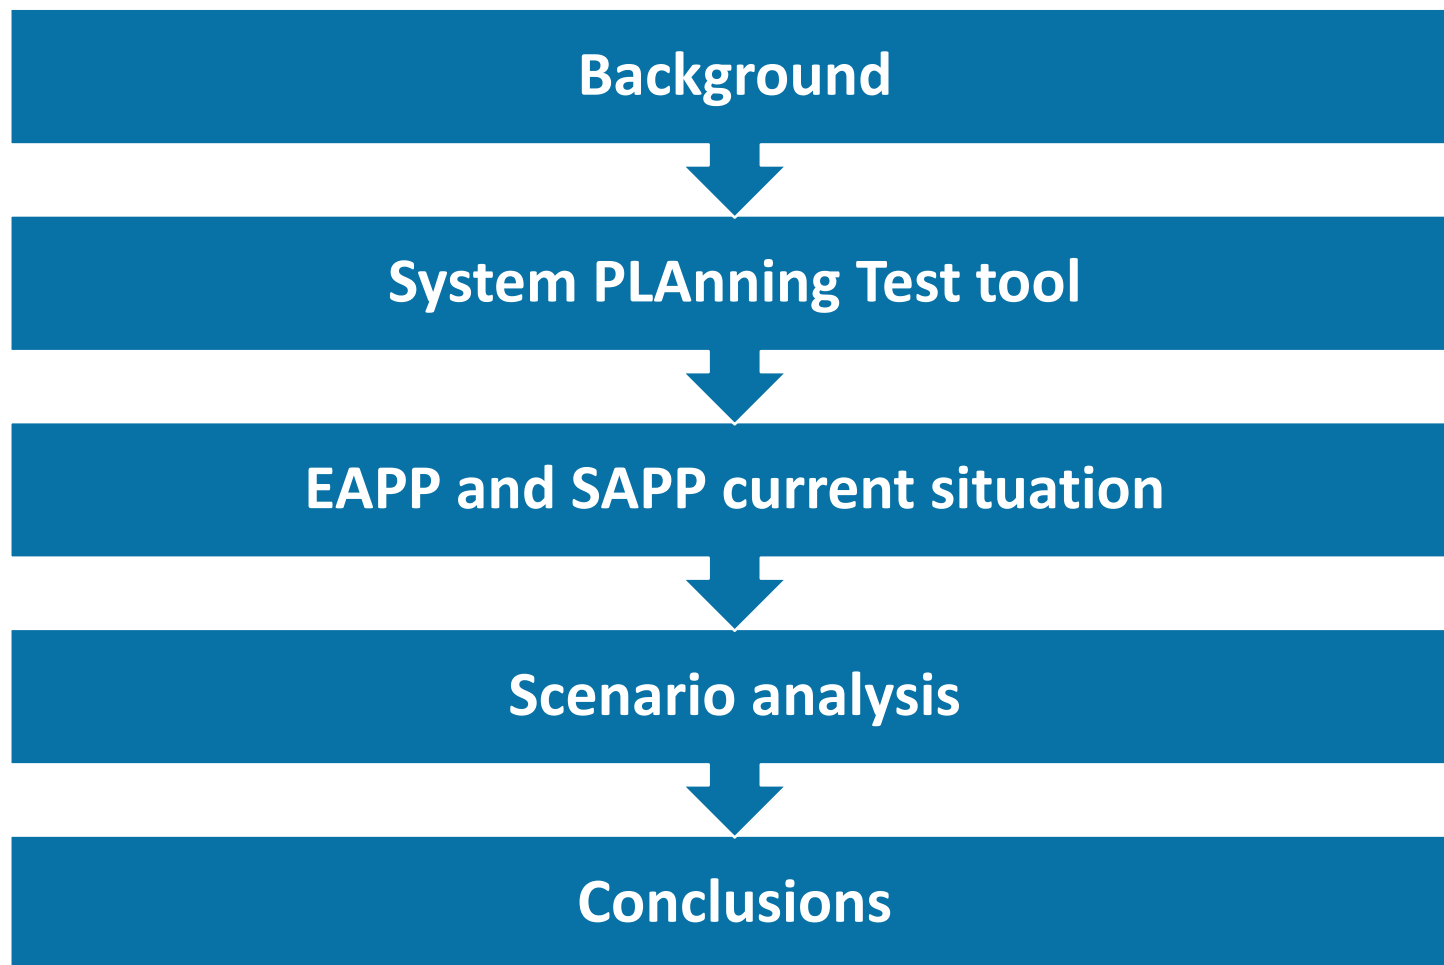 Background
System PLAnning Test tool
EAPP and SAPP current situation
Scenario analysis
Conclusions